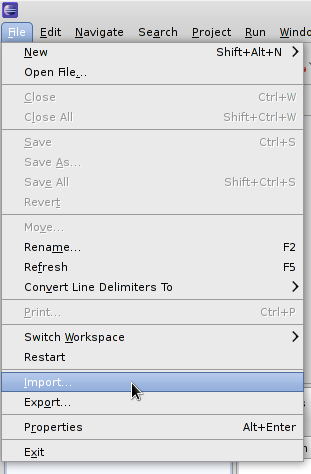 File Edit Navigate Search Project Run
New Shift+Alt+N
Open File...
Close Ctrl+W
Close All Shift+Ctrl+W
Save Ctrl+S
Save As...
Save All Shift+Ctrl+S
Revert
Move...
Rename... F2
Refresh F5
Convert Line Delimiters To
Print... Ctrl+P
Switch Workspace
Restart
Import...
Export...
Properties Alt+Enter
Exit